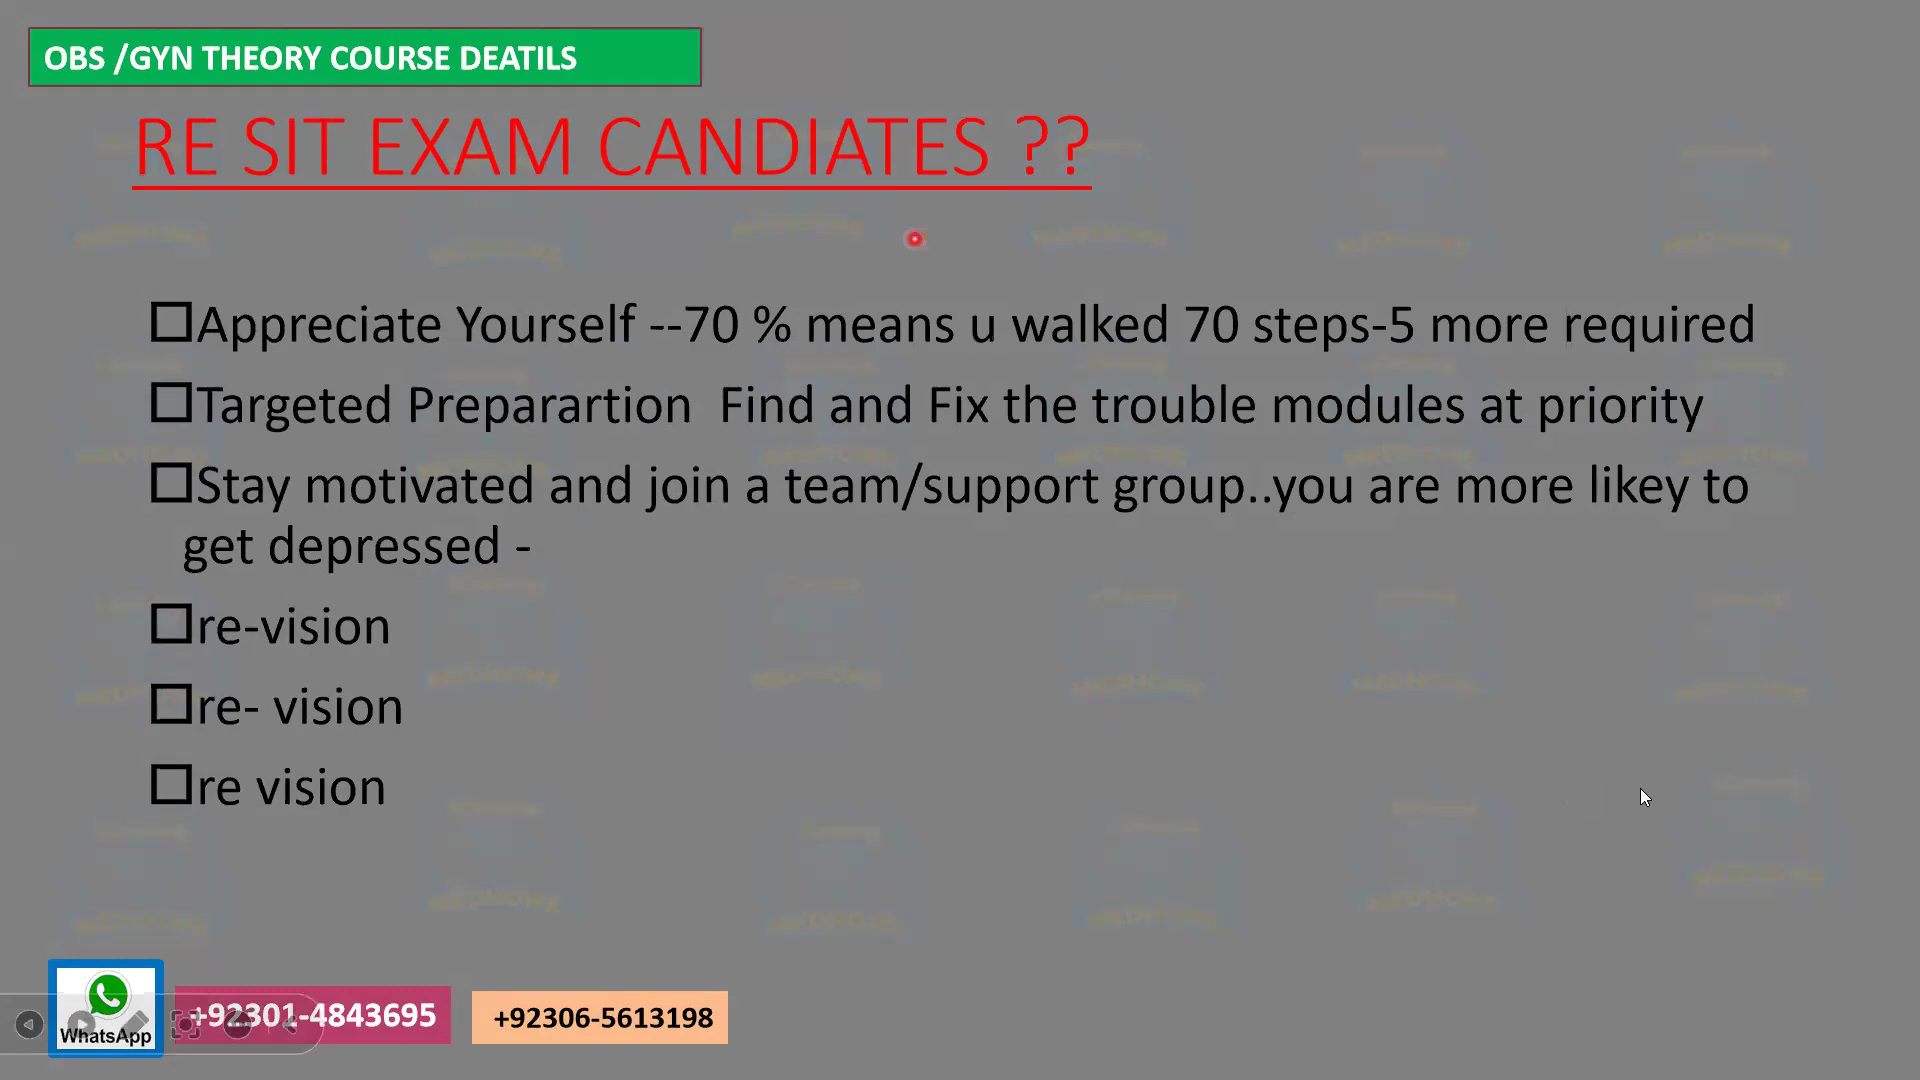 OBS /GYN THEORY COURSE DEATILS
RE SIT EXAM CANDIATES ??
Appreciate Yourself --70 % means u walked 70 steps-5 more required
Targeted Preparartion Find and Fix the trouble modules at priority
Stay motivated and join a team/support group..you are more likey to
get depressed -
re-vision
re- vision
re vision
WhatsApp
+92301-4843695
+92306-5613198